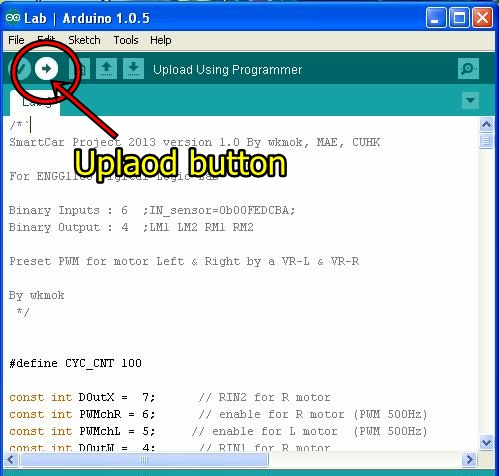 Lab | Arduino 1.0.5
File Edit Sketch Tools Help
Upload Using Programmer
Lab
/*`
SmartCar Project 2013 version 1.0 By wkmok, MAE, CUHK
Uplaod button
For ENGG1100 Digital Logic Lab
Binary Inputs : 6 ;IN_sensor=0b00FEDCBA;
Binary Output : 4 ;LM1 LM2 RM1 RM2
Preset PWM for motor Left & Right by a VR-L & VR-R
By wkmok
*/
#define CYC_CNT 100
const int DOutX = 7; // RIN2 for R motor
const int PWMchR = 6; // enable for R motor (PWM 500Hz)
const int PWMchL = 5; // enable for L motor (PWM 500Hz)
const int DOutW = 4; // RIN1 for R motor